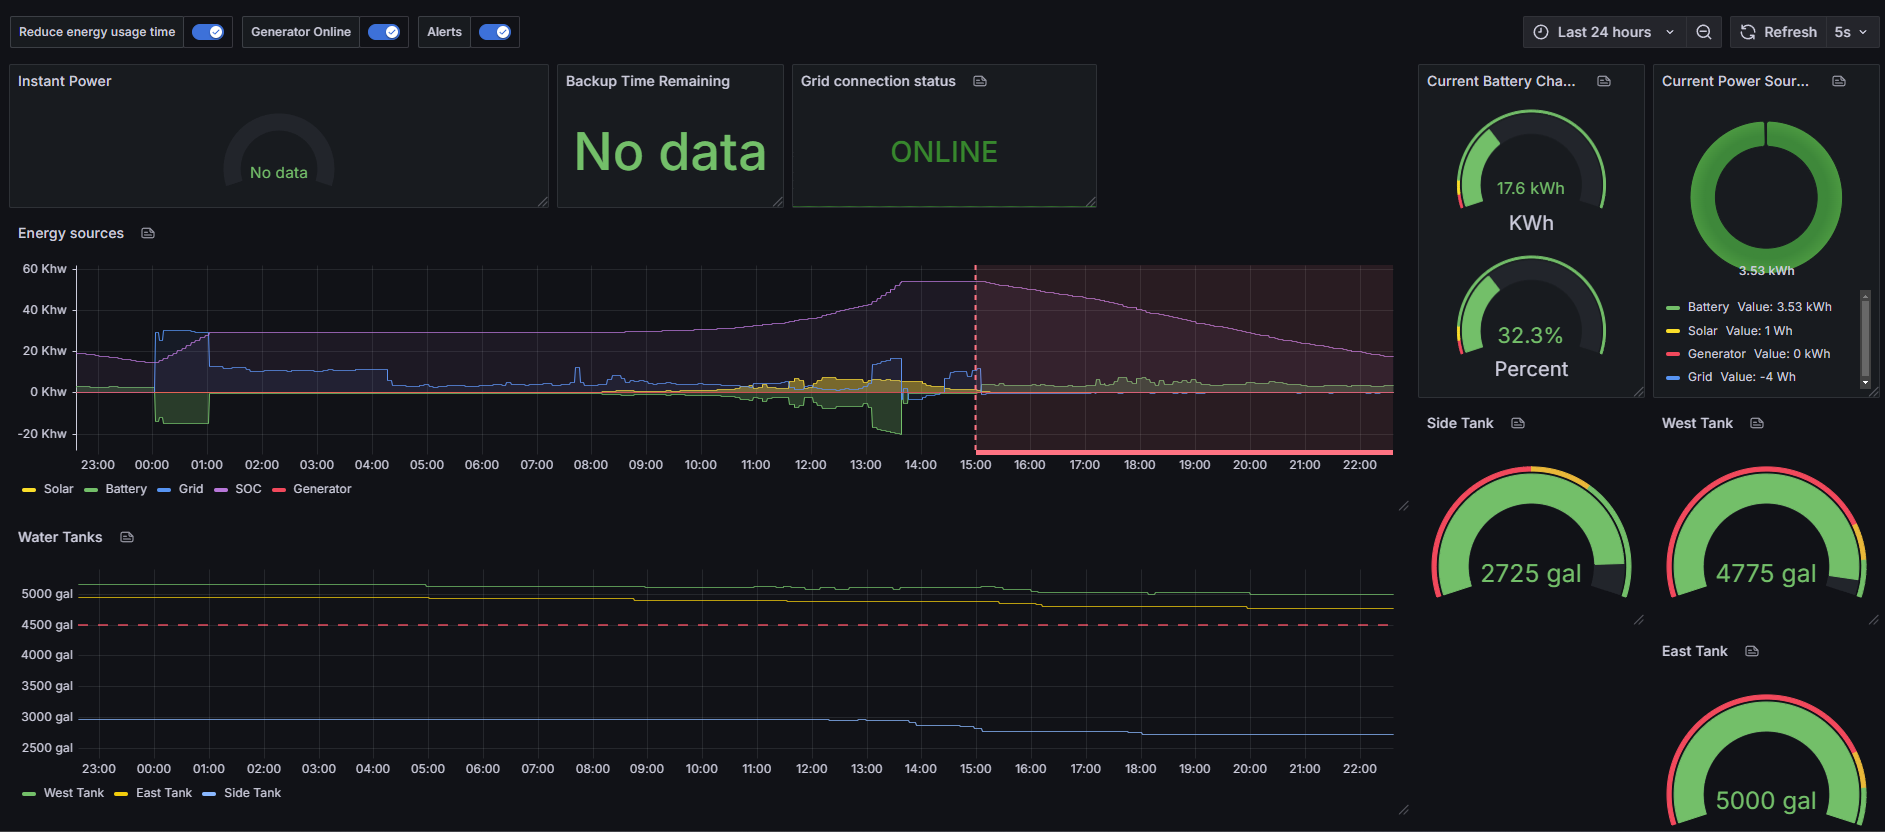 Reduce energy usage time
Generator Online
Alerts
Last 24 hours
Refresh
5s
Instant Power
No data
Backup Time Remaining
No data
Grid connection status
ONLINE
Current Battery Cha...
17.6 kWh
KWh
32.3%
Percent
Current Power Sour...
3.53 kWh
Battery Value: 3.53 kWh
Solar Value: 1 Wh
Generator Value: 0 kWh
Grid Value: -4 Wh
Energy sources
60 Khw
40 Khw
20 Khw
0 Khw
-20 Khw
23:00 00:00 01:00 02:00 03:00 04:00 05:00 06:00 07:00 08:00 09:00 10:00 11:00 12:00 13:00 14:00 15:00 16:00 17:00 18:00 19:00 20:00 21:00 22:00
Solar Battery Grid SOC Generator
Side Tank
2725 gal
West Tank
4775 gal
Water Tanks
5000 gal
4500 gal
4000 gal
3500 gal
3000 gal
2500 gal
23:00 00:00 01:00 02:00 03:00 04:00 05:00 06:00 07:00 08:00 09:00 10:00 11:00 12:00 13:00 14:00 15:00 16:00 17:00 18:00 19:00 20:00 21:00 22:00
West Tank East Tank Side Tank
East Tank
5000 gal